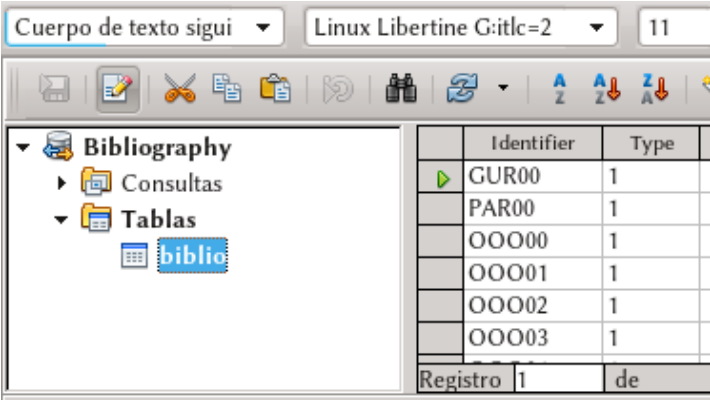 Cuerpo de texto sigui Linux Libertine G:itlc=2 11
Bibliography
Consultas
Tablas
biblio
Identifier Type
GUR00 1
PAR00 1
OOO00 1
OOO01 1
OOO02 1
OOO03 1
Registro 1 de